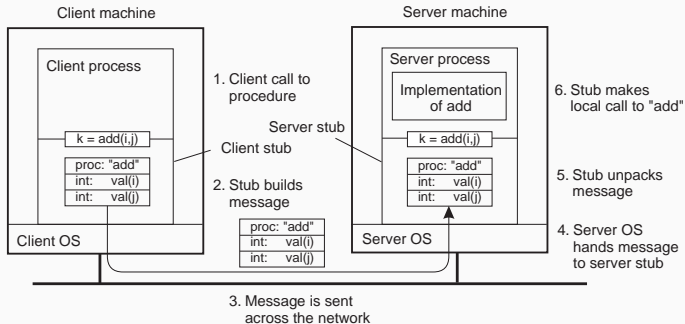 Client machine
Server machine
Client process
1. Client call to
procedure
Server process
Implementation
of add
6. Stub makes
local call to "add"
Server stub
k = add(i,j)
k = add(i,j)
Client stub
proc: "add"
int: val(i)
int: val(j)
2. Stub builds
message
proc: "add"
int: val(i)
int: val(j)
5. Stub unpacks
message
proc: "add"
int: val(i)
int: val(j)
4. Server OS
hands message
to server stub
Client OS
Server OS
3. Message is sent
across the network